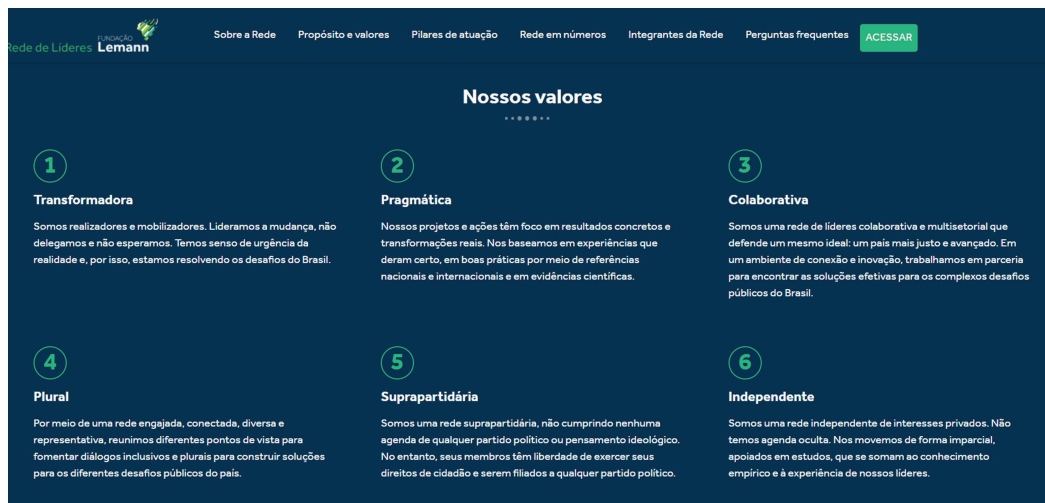 Rede de Líderes FUNDAÇÃO Lemann
Sobre a Rede Propósito e valores Pilares de atuação Rede em números Integrantes da Rede Perguntas frequentes ACESSAR
Nossos valores
1
Transformadora
Somos realizadores e mobilizadores. Lideramos a mudança, não
delegamos e não esperamos. Temos senso de urgência da
realidade e, por isso, estamos resolvendo os desafios do Brasil.
2
Pragmática
Nossos projetos e ações têm foco em resultados concretos e
transformações reais. Nos baseamos em experiências que
deram certo, em boas práticas por meio de referências
nacionais e internacionais e em evidências científicas.
3
Colaborativa
Somos uma rede de líderes colaborativa e multisetorial que
defende um mesmo ideal: um país mais justo e avançado. Em
um ambiente de conexão e inovação, trabalhamos em parceria
para encontrar as soluções efetivas para os complexos desafios
públicos do Brasil.
4
Plural
Por meio de uma rede engajada, conectada, diversa e
representativa, reunimos diferentes pontos de vista para
fomentar diálogos inclusivos e plurais para construir soluções
para os diferentes desafios públicos do país.
5
Suprapartidária
Somos uma rede suprapartidária, não cumprindo nenhuma
agenda de qualquer partido político ou pensamento ideológico.
No entanto, seus membros têm liberdade de exercer seus
direitos de cidadão e serem filiados a qualquer partido político.
6
Independente
Somos uma rede independente de interesses privados. Não
temos agenda oculta. Nos movemos de forma imparcial,
apoiados em estudos, que se somam ao conhecimento
empírico e à experiência de nossos líderes.